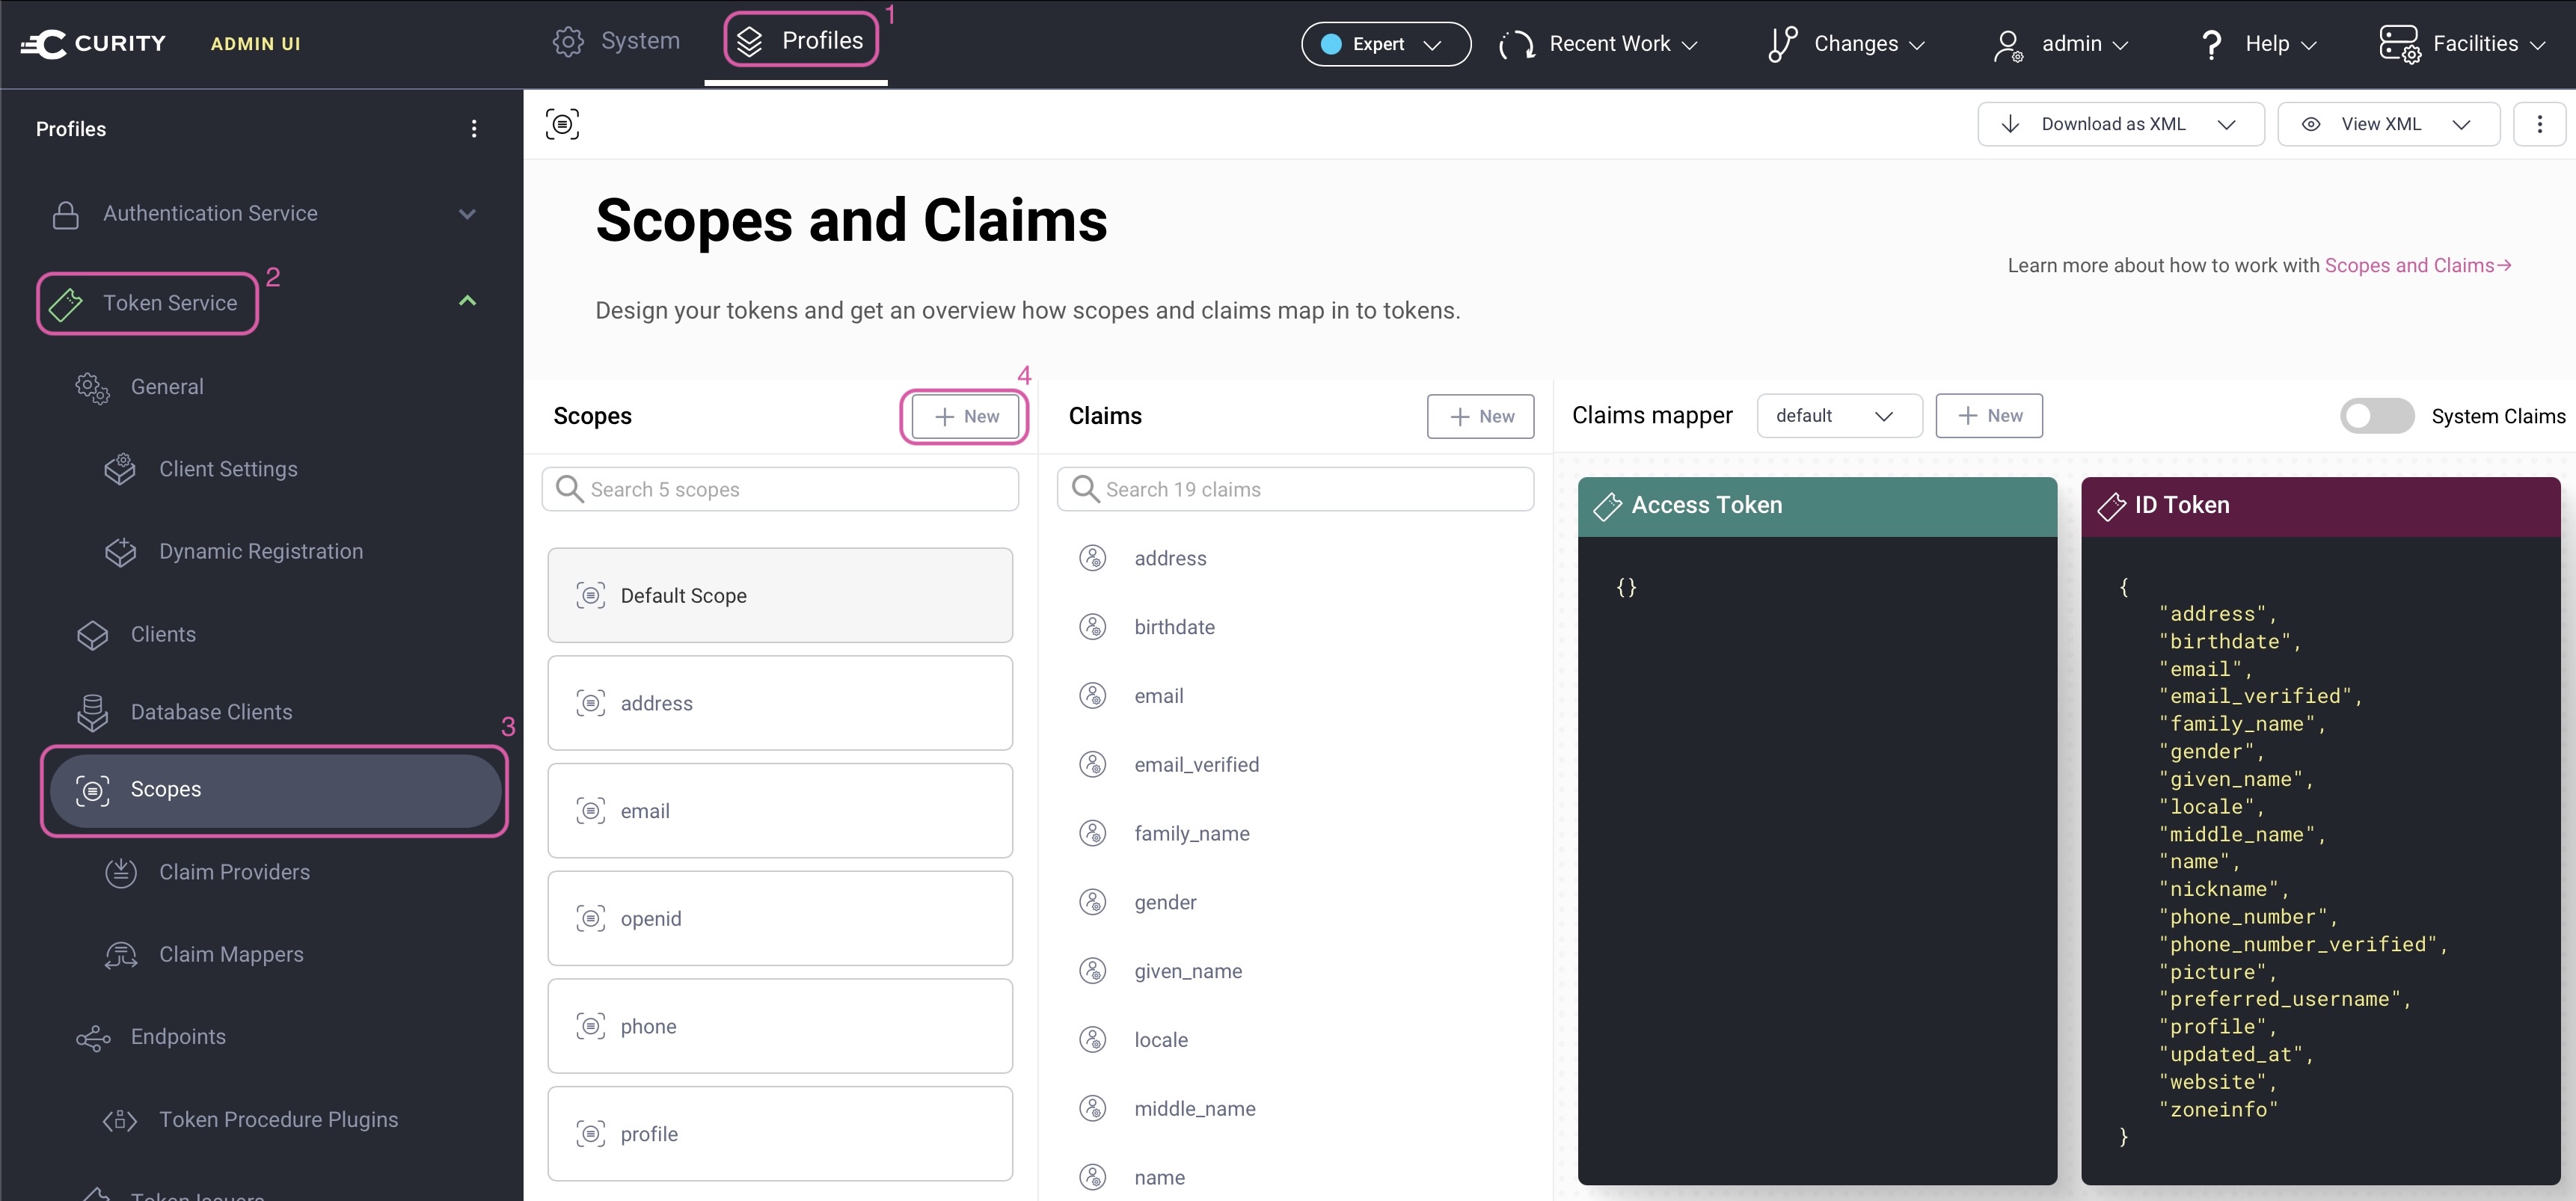 CURITY
ADMIN UI
System
Profiles
1
Expert
Recent Work
Changes
admin
? Help
Facilities
Profiles
Authentication Service
Token Service
2
General
Client Settings
Dynamic Registration
Clients
Database Clients
3
Scopes
Claim Providers
Claim Mappers
Endpoints
Token Procedure Plugins
Token Issuers
Download as XML
View XML
Scopes and Claims
Learn more about how to work with Scopes and Claims→
Design your tokens and get an overview how scopes and claims map in to tokens.
4
Scopes
+ New
Search 5 scopes
Default Scope
address
email
openid
phone
profile
Claims
+ New
Search 19 claims
address
birthdate
email
email_verified
family_name
gender
given_name
locale
middle_name
name
Claims mapper
default
+ New
System Claims
Access Token
{}
ID Token
{
"address",
"birthdate",
"email",
"email_verified",
"family_name",
"gender",
"given_name",
"locale",
"middle_name",
"name",
"nickname",
"phone_number",
"phone_number_verified",
"picture",
"preferred_username",
"profile",
"updated_at",
"website",
"zoneinfo"
}